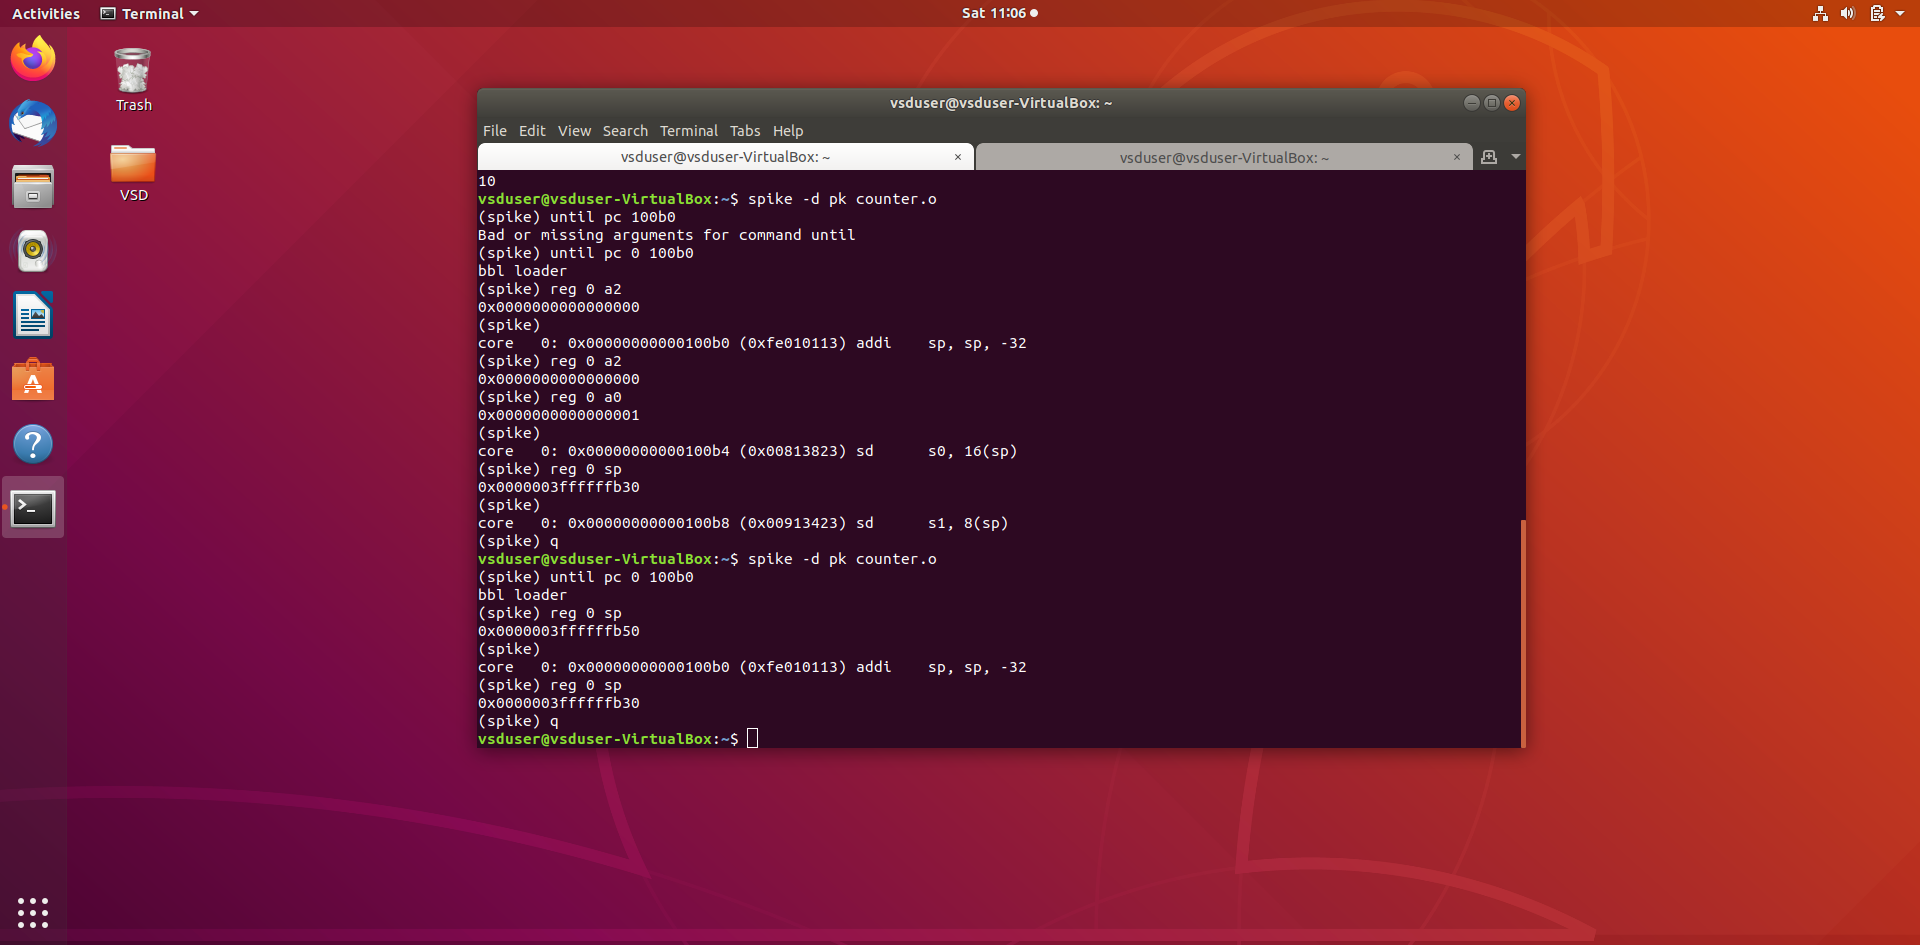 Activities Terminal Sat 11:06
Trash
VSD
vsduser@vsduser-VirtualBox: ~
File Edit View Search Terminal Tabs Help
vsduser@vsduser-VirtualBox: ~ × vsduser@vsduser-VirtualBox: ~ ×
10
vsduser@vsduser-VirtualBox:~$ spike -d pk counter.o
(spike) until pc 100b0
Bad or missing arguments for command until
(spike) until pc 0 100b0
bbl loader
(spike) reg 0 a2
0x0000000000000000
(spike)
core   0: 0x00000000000100b0 (0xfe010113) addi    sp, sp, -32
(spike) reg 0 a2
0x0000000000000000
(spike) reg 0 a0
0x0000000000000001
(spike)
core   0: 0x00000000000100b4 (0x00813823) sd      s0, 16(sp)
(spike) reg 0 sp
0x0000003ffffffb30
(spike)
core   0: 0x00000000000100b8 (0x00913423) sd      s1, 8(sp)
(spike) q
vsduser@vsduser-VirtualBox:~$ spike -d pk counter.o
(spike) until pc 0 100b0
bbl loader
(spike) reg 0 sp
0x0000003ffffffb50
(spike)
core   0: 0x00000000000100b0 (0xfe010113) addi    sp, sp, -32
(spike) reg 0 sp
0x0000003ffffffb30
(spike) q
vsduser@vsduser-VirtualBox:~$